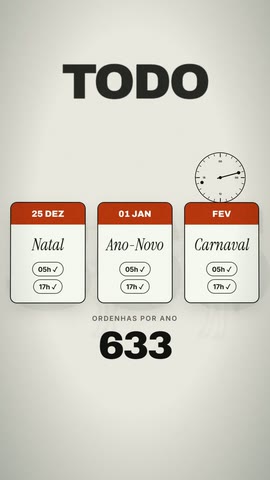 TODO
25 DEZ
01 JAN
FEV
Natal
Ano-Novo
Carnaval
05h ✓
05h ✓
05h ✓
17h ✓
17h ✓
17h ✓
ORDENHAS POR ANO
633